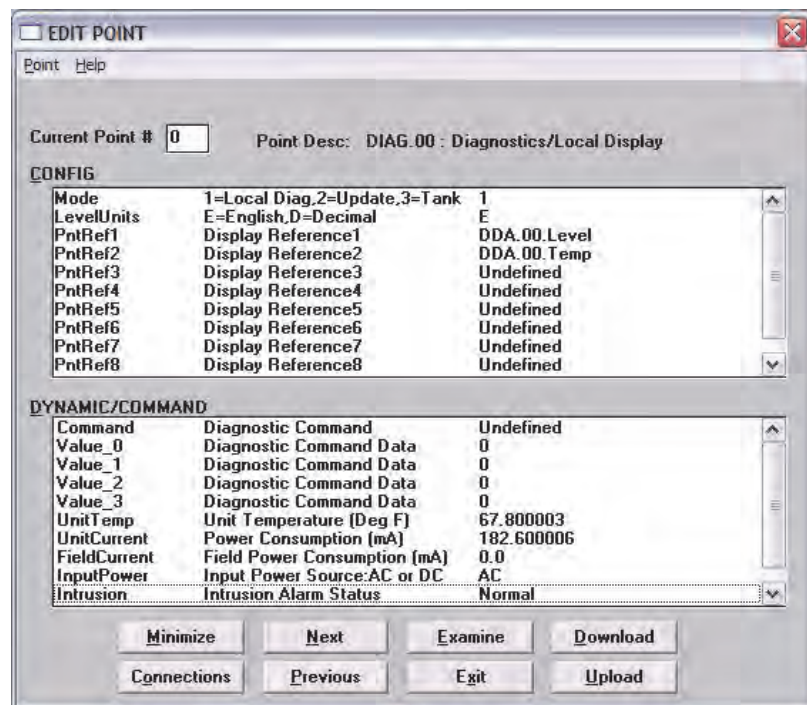 EDIT POINT
Point Help
Current Point # 0 Point Desc: DIAG.00 : Diagnostics/Local Display
CONFIG
Mode 1=Local Diag,2=Update,3=Tank 1
LevelUnits E=English,D=Decimal E
PntRef1 Display Reference1 DDA.00.Level
PntRef2 Display Reference2 DDA.00.Temp
PntRef3 Display Reference3 Undefined
PntRef4 Display Reference4 Undefined
PntRef5 Display Reference5 Undefined
PntRef6 Display Reference6 Undefined
PntRef7 Display Reference7 Undefined
PntRef8 Display Reference8 Undefined
DYNAMIC/COMMAND
Command Diagnostic Command Undefined
Value_0 Diagnostic Command Data 0
Value_1 Diagnostic Command Data 0
Value_2 Diagnostic Command Data 0
Value_3 Diagnostic Command Data 0
UnitTemp Unit Temperature (Deg F) 67.800003
UnitCurrent Power Consumption (mA) 182.600006
FieldCurrent Field Power Consumption (mA) 0.0
InputPower Input Power Source:AC or DC AC
Intrusion Intrusion Alarm Status Normal
Minimize Next Examine Download
Connections Previous Exit Upload